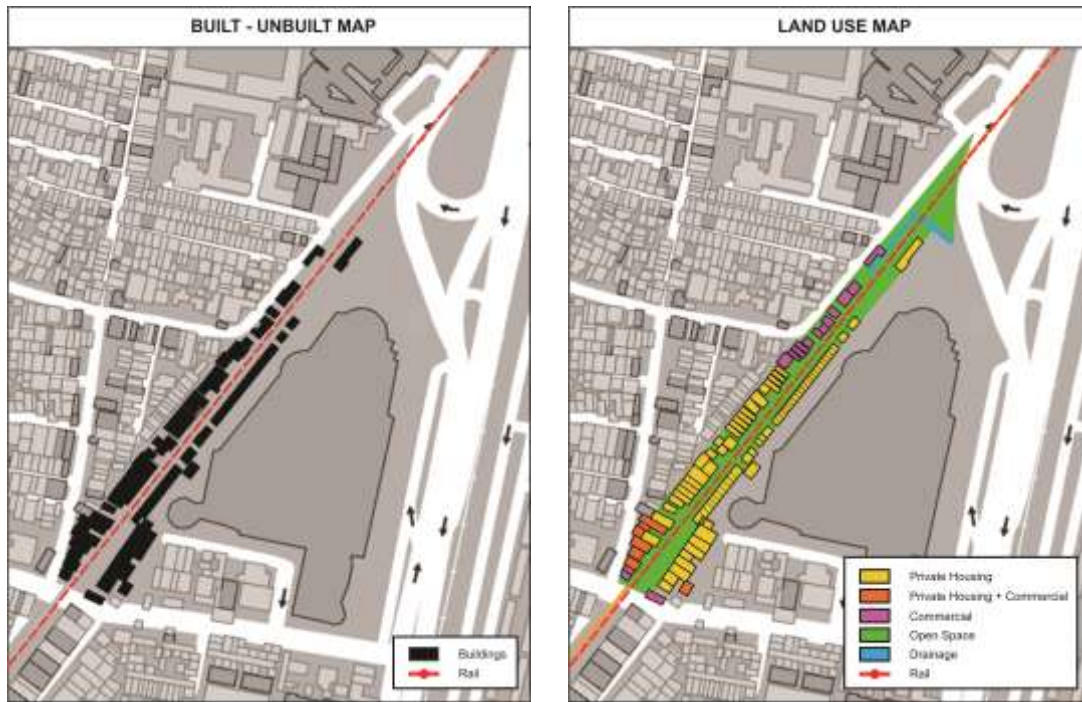 BUILT - UNBUILT MAP
Buildings
Rail
LAND USE MAP
Private Housing
Private Housing + Commercial
Commercial
Open Space
Drainage
Rail